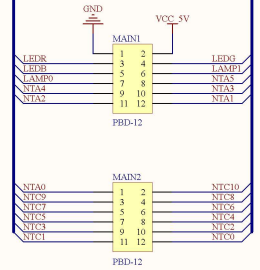 GND
VCC_5V
MAIN1
1 2
LEDR 3 4 LEDG
LEDB 5 6 LAMP1
LAMP0 7 8 NTA5
NTA4 9 10 NTA3
NTA2 11 12 NTA1
PBD-12
MAIN2
NTA0 1 2 NTC10
NTC9 3 4 NTC8
NTC7 5 6 NTC6
NTC5 7 8 NTC4
NTC3 9 10 NTC2
NTC1 11 12 NTC0
PBD-12